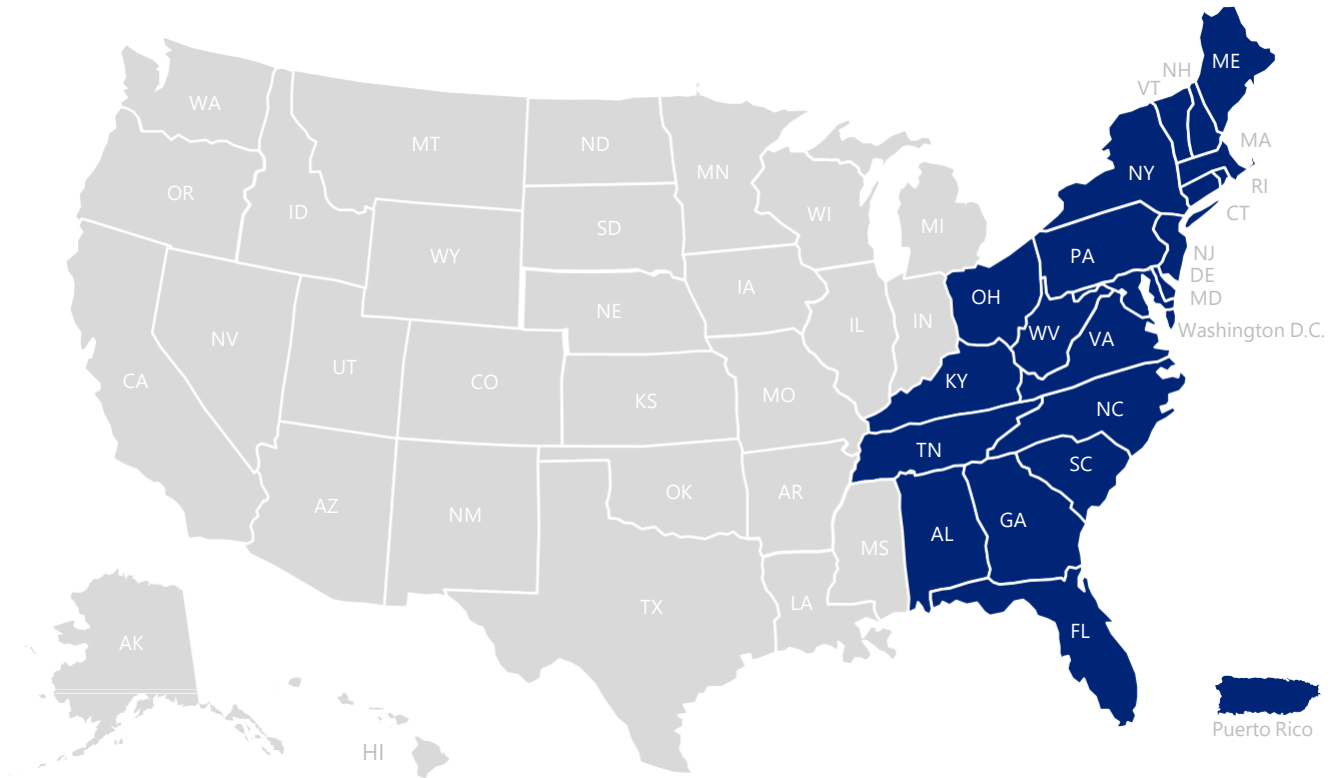 ME
NH
VT
WA
MT
ND
MA
MN
NY
OR
RI
ID
WI
CT
SD
MI
WY
PA
NJ
DE
IA
OH
MD
NE
IL
IN
Washington D.C.
WV
VA
NV
UT
CA
CO
KY
MO
KS
NC
TN
SC
OK
AR
AZ
NM
GA
AL
MS
LA
TX
FL
AK
Puerto Rico
HI